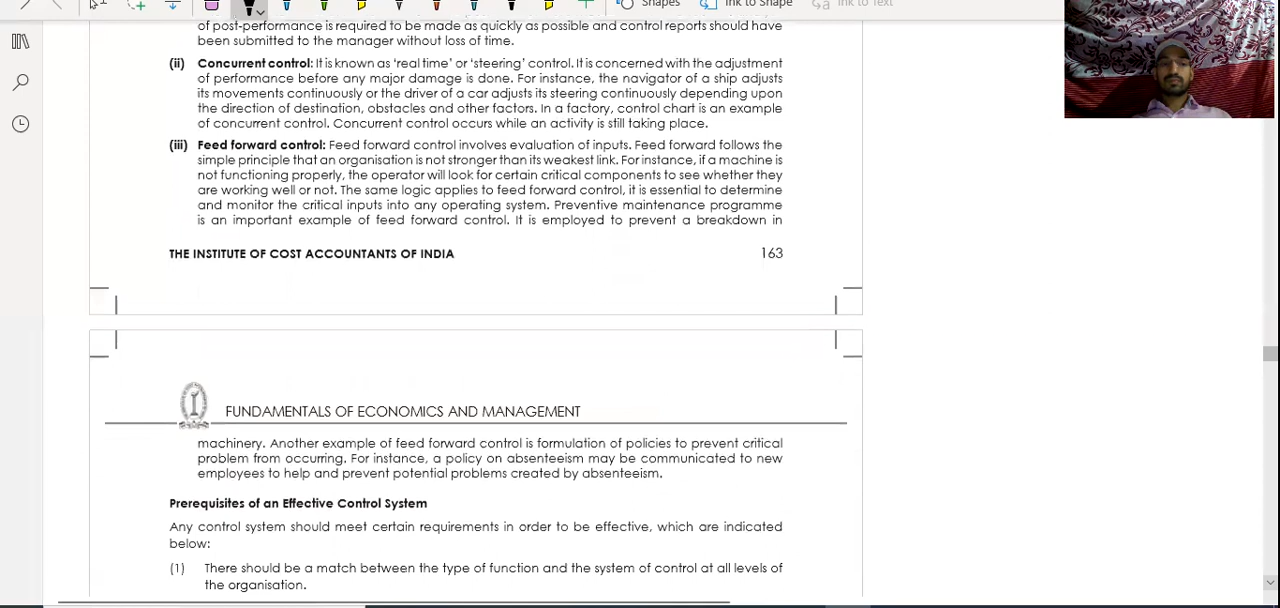 Shapes
Ink to Shape
Ink to Text
of post-performance is required to be made as quickly as possible and control reports should have
been submitted to the manager without loss of time.
(ii) Concurrent control: It is known as ‘real time’ or ‘steering’ control. It is concerned with the adjustment
of performance before any major damage is done. For instance, the navigator of a ship adjusts
its movements continuously or the driver of a car adjusts its steering continuously depending upon
the direction of destination, obstacles and other factors. In a factory, control chart is an example
of concurrent control. Concurrent control occurs while an activity is still taking place.
(iii) Feed forward control: Feed forward control involves evaluation of inputs. Feed forward follows the
simple principle that an organisation is not stronger than its weakest link. For instance, if a machine is
not functioning properly, the operator will look for certain critical components to see whether they
are working well or not. The same logic applies to feed forward control, it is essential to determine
and monitor the critical inputs into any operating system. Preventive maintenance programme
is an important example of feed forward control. It is employed to prevent a breakdown in
THE INSTITUTE OF COST ACCOUNTANTS OF INDIA 163
FUNDAMENTALS OF ECONOMICS AND MANAGEMENT
machinery. Another example of feed forward control is formulation of policies to prevent critical
problem from occurring. For instance, a policy on absenteeism may be communicated to new
employees to help and prevent potential problems created by absenteeism.
Prerequisites of an Effective Control System
Any control system should meet certain requirements in order to be effective, which are indicated
below:
(1) There should be a match between the type of function and the system of control at all levels of
the organisation.